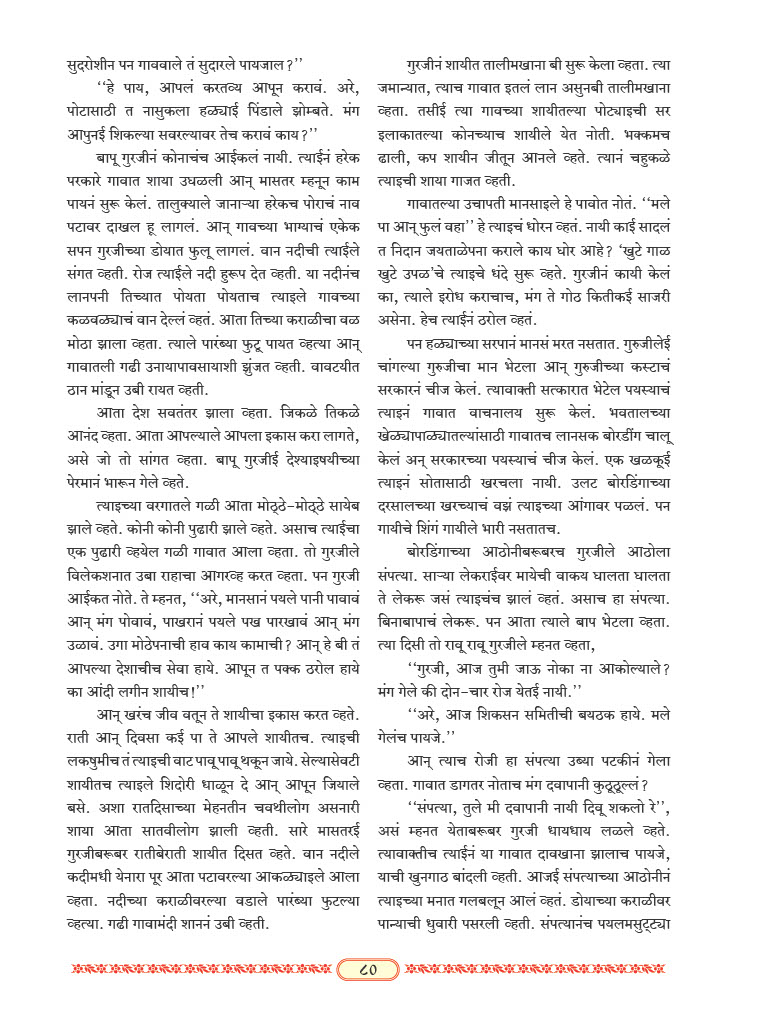 सुदरोशीन पन गाववाले तं सुदारले पायजाल ?’’
‘‘हे पाय, आपलं करतव्य आपून करावं. अरे,
पोटासाठी त नासुकला हळ्याई पिंडाले झोम्बते. मंग
आपुनई शिकल्या सवरल्यावर तेच करावं काय ?’’
बापू गुरजीनं कोनाचंच आईकलं नायी. त्याईनं हरेक
परकारे गावात शाया उघळली आन् मासतर म्हनून काम
पायनं सुरू केलं. तालुक्याले जानाऱ्या हरेकच पोराचं नाव
पटावर दाखल हू लागलं. आन् गावच्या भाग्याचं एकेक
सपन गुरजीच्या डोयात फुलू लागलं. वान नदीची त्याईले
संगत व्हती. रोज त्याईले नदी हुरूप देत व्हती. या नदीनंच
लानपनी तिच्यात पोयता पोयताच त्याइले गावच्या
कळवळ्याचं वान देल्लं व्हतं. आता तिच्या कराळीचा वळ
मोठा झाला व्हता. त्याले पारंब्या फुटू पायत व्हत्या आन्
गावातली गढी उनायापावसायाशी झुंजत व्हती. वावटयीत
ठान मांडून उबी रायत व्हती.
आता देश सवतंतर झाला व्हता. जिकळे तिकळे
आनंद व्हता. आता आपल्याले आपला इकास करा लागते,
असे जो तो सांगत व्हता. बापू गुरजीई देश्याइषयीच्या
पेरमानं भारून गेले व्हते.
त्याइच्या वरगातले गळी आता मोठ्ठे-मोठ्ठे सायेब
झाले व्हते. कोनी कोनी पुढारी झाले व्हते. असाच त्याईचा
एक पुढारी व्हयेल गळी गावात आला व्हता. तो गुरजीले
विलेकशनात उबा राहाचा आगरव्ह करत व्हता. पन गुरजी
आईकत नोते. ते म्हनत, ‘‘अरे, मानसानं पयले पानी पावावं
आन् मंग पोवावं, पाखरानं पयले पख पारखावं आन् मंग
उळावं. उगा मोठेपनाची हाव काय कामाची ? आन् हे बी तं
आपल्या देशाचीच सेवा हाये. आपून त पक्क ठरोल हाये
का आंदी लगीन शायीच!’’
आन् खरंच जीव वतून ते शायीचा इकास करत व्हते.
राती आन् दिवसा कई पा ते आपले शायीतच. त्याइची
लकषुमीच तं त्याइची वाट पावू पावू थकून जाये. सेल्यासेवटी
शायीतच त्याइले शिदोरी धाळून दे आन् आपून जियाले
बसे. अशा रातदिसाच्या मेहनतीन चवथीलोग असनारी
शाया आता सातवीलोग झाली व्हती. सारे मासतरई
गुरजीबरूबर रातीबेराती शायीत दिसत व्हते. वान नदीले
कदीमधी येनारा पूर आता पटावरल्या आकळ्याइले आला
व्हता. नदीच्या कराळीवरल्या वडाले पारंब्या फुटल्या
व्हत्या. गढी गावामंदी शाननं उबी व्हती.
गुरजीनं शायीत तालीमखाना बी सुरू केला व्हता. त्या
जमान्यात, त्याच गावात इतलं लान असुनबी तालीमखाना
व्हता. तसीई त्या गावच्या शायीतल्या पोट्याइची सर
इलाकातल्या कोनच्याच शायीले येत नोती. भक्कमच
ढाली, कप शायीन जीतून आनले व्हते. त्यानं चहुकळे
त्याइची शाया गाजत व्हती.
गावातल्या उचापती मानसाइले हे पावोत नोतं. ‘‘मले
पा आन् फुलं वहा’’ हे त्याइचं धोरन व्हतं. नायी काई सादलं
त निदान जयताळेपना कराले काय घोर आहे ? ‘खुटे गाळ
खुटे उपळ’चे त्याइचे धंदे सुरू व्हते. गुरजीनं कायी केलं
का, त्याले इरोध कराचाच, मंग ते गोठ कितीकई साजरी
असेना. हेच त्याईनं ठरोल व्हतं.
पन हळ्याच्या सरपानं मानसं मरत नसतात. गुरुजीलेई
चांगल्या गुरुजीचा मान भेटला आन् गुरुजीच्या कस्टाचं
सरकारनं चीज केलं. त्यावाक्ती सत्कारात भेटेल पयस्याचं
त्याइनं गावात वाचनालय सुरू केलं. भवतालच्या
खेळ्यापाळ्यातल्यांसाठी गावातच लानसक बोरडींग चालू
केलं अन् सरकारच्या पयस्याचं चीज केलं. एक खळकूई
त्याइनं सोतासाठी खरचला नायी. उलट बोरडिंगाच्या
दरसालच्या खरच्याचं वझं त्याइच्या आंगावर पळलं. पन
गायीचे शिंगं गायीले भारी नसतातच.
बोरडिंगाच्या आठोनीबरूबरच गुरजीले आठोला
संपत्या. साऱ्या लेकराईवर मायेची वाकय घालता घालता
ते लेकरू जसं त्याइचंच झालं व्हतं. असाच हा संपत्या.
बिनाबापाचं लेकरू. पन आता त्याले बाप भेटला व्हता.
त्या दिसी तो रावू रावू गुरजीले म्हनत व्हता,
‘‘गुरजी, आज तुमी जाऊ नोका ना आकोल्याले ?
मंग गेले की दोन-चार रोज येतई नायी.’’
‘‘अरे, आज शिकसन समितीची बयठक हाये. मले
गेलंच पायजे.’’
आन् त्याच रोजी हा संपत्या उब्या पटकीनं गेला
व्हता. गावात डागतर नोताच मंग दवापानी कुठूठूल्लं ?
‘‘संपत्या, तुले मी दवापानी नायी दिवू शकलो रे’’,
असं म्हनत येताबरूबर गुरजी धायधाय लळले व्हते.
त्यावाक्तीच त्याईनं या गावात दावखाना झालाच पायजे,
याची खुनगाठ बांदली व्हती. आजई संपत्याच्या आठोनीनं
त्याइच्या मनात गलबलून आलं व्हतं. डोयाच्या कराळीवर
पान्याची धुवारी पसरली व्हती. संपत्यानंच पयलमसुट्ट्या
८०